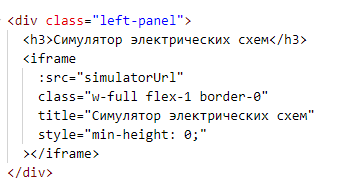 <div class="left-panel">
<h3>Симулятор электрических схем</h3>
<iframe
:src="simulatorUrl"
class="w-full flex-1 border-0"
title="Симулятор электрических схем"
style="min-height: 0;"
></iframe>
</div>